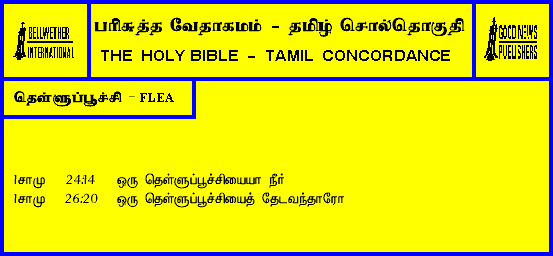 BELLWETHER
INTERNATIONAL
பரிசுத்த வேதாகமம் - தமிழ் சொல்தொகுதி
THE HOLY BIBLE - TAMIL CONCORDANCE
GOOD NEWS
PUBLISHERS
தெள்ளுப்பூச்சி - FLEA
1சாமு 24:14 ஒரு தெள்ளுப்பூச்சியையா நீர்
1சாமு 26:20 ஒரு தெள்ளுப்பூச்சியைத் தேடவந்தாரோ